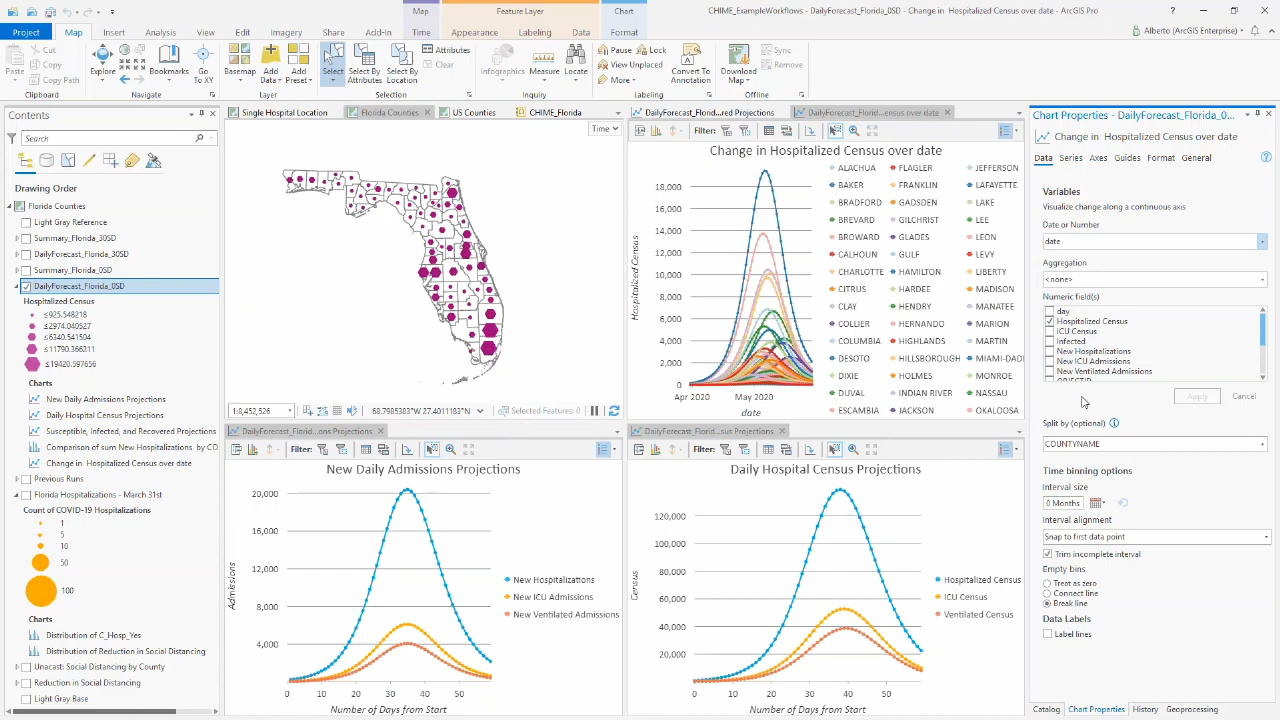 CHIME_ExampleWorkflows - DailyForecast_Florida_0SD - Change in  Hospitalized Census over date - ArcGIS Pro
Map
Feature Layer
Chart
Project
Map
Insert
Analysis
View
Edit
Imagery
Share
Add-In
Time
Appearance
Labeling
Data
Format
Alberto (ArcGIS Enterprise)
Paste
Cut
Copy
Copy Path
Clipboard
Explore
Bookmarks
Go To XY
Navigate
Basemap
Add Data
Add Preset
Layer
Select
Select By Attributes
Select By Location
Attributes
Clear
Selection
Infographics
Measure
Locate
Inquiry
Pause
Lock
View Unplaced
More
Convert To Annotation
Labeling
Download Map
Sync
Remove
Offline
Contents
Search
Drawing Order
Florida Counties
Light Gray Reference
Summary_Florida_30SD
DailyForecast_Florida_30SD
Summary_Florida_0SD
DailyForecast_Florida_0SD
Hospitalized Census
≤925.548218
≤2974.040527
≤6340.541504
≤11790.366211
≤19420.597656
Charts
New Daily Admissions Projections
Daily Hospital Census Projections
Susceptible, Infected, and Recovered Projections
Comparison of sum New Hospitalizations  by CO
Change in  Hospitalized Census over date
Previous Runs
Florida Hospitalizations - March 31st
Count of COVID-19 Hospitalizations
1
5
10
50
100
Charts
Distribution of C_Hosp_Yes
Distribution of Reduction in Social Distancing
Unacast: Social Distancing by County
Reduction in Social Distancing
Light Gray Base
Single Hospital Location
Florida Counties
US Counties
CHIME_Florida
Time
1:8,452,526
68.7985383°W 27.4011183°N
Selected Features: 0
DailyForecast_Florid...red Projections
DailyForecast_Florid...ensus over date
Filter:
Change in Hospitalized Census over date
18,000
16,000
14,000
12,000
10,000
8,000
6,000
4,000
2,000
0
Hospitalized Census
Apr 2020
May 2020
date
ALACHUA
FLAGLER
JEFFERSON
BAKER
FRANKLIN
LAFAYETTE
BRADFORD
GADSDEN
LAKE
BREVARD
GILCHRIST
LEE
BROWARD
GLADES
LEON
CALHOUN
GULF
LEVY
CHARLOTTE
HAMILTON
LIBERTY
CITRUS
HARDEE
MADISON
CLAY
HENDRY
MANATEE
COLLIER
HERNANDO
MARION
COLUMBIA
HIGHLANDS
MARTIN
DESOTO
HILLSBOROUGH
MIAMI-DADI
DIXIE
HOLMES
MONROE
DUVAL
INDIAN RIVER
NASSAU
ESCAMBIA
JACKSON
OKALOOSA
DailyForecast_Florid...ons Projections
Filter:
New Daily Admissions Projections
20,000
16,000
12,000
8,000
4,000
Admissions
0
10
20
30
40
50
Number of Days from Start
New Hospitalizations
New ICU Admissions
New Ventilated Admissions
DailyForecast_Florid...sus Projections
Filter:
Daily Hospital Census Projections
120,000
100,000
80,000
60,000
40,000
20,000
Census
0
10
20
30
40
50
Number of Days from Start
Hospitalized Census
ICU Census
Ventilated Census
Chart Properties - DailyForecast_Florida_0...
Change in  Hospitalized Census over date
Data
Series
Axes
Guides
Format
General
Variables
Visualize change along a continuous axis
Date or Number
date
Aggregation
<none>
Numeric field(s)
day
Hospitalized Census
ICU Census
Infected
New Hospitalizations
New ICU Admissions
New Ventilated Admissions
Apply
Cancel
Split by (optional)
COUNTYNAME
Time binning options
Interval size
0 Months
Interval alignment
Snap to first data point
Trim incomplete interval
Empty bins
Treat as zero
Connect line
Break line
Data Labels
Label lines
Catalog
Chart Properties
History
Geoprocessing